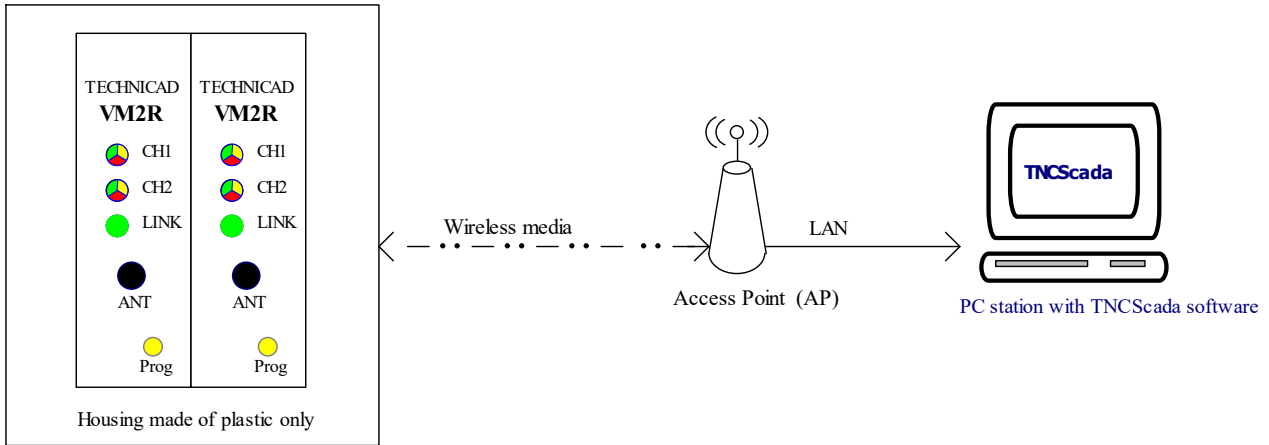 TECHNICAD
VM2R
CH1
CH2
LINK
ANT
Prog
TECHNICAD
VM2R
CH1
CH2
LINK
ANT
Prog
Housing made of plastic only
Wireless media
Access Point (AP)
LAN
TNCScada
PC station with TNCScada software